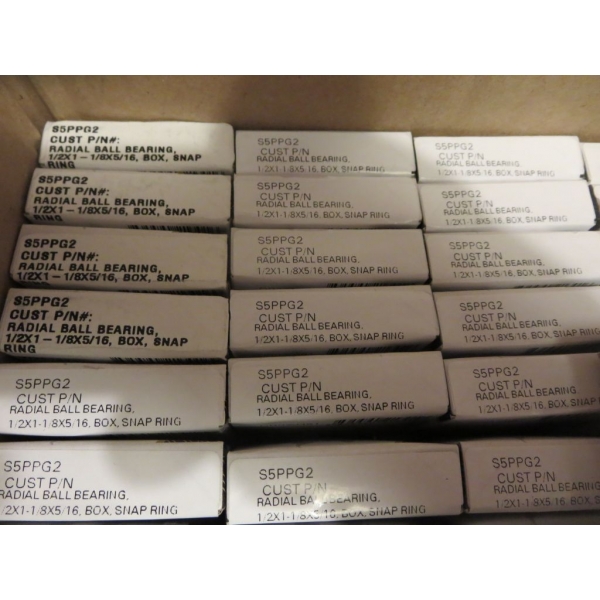 S5PPG2
CUST P/N#:
RADIAL BALL BEARING,
1/2X1-1/8X5/16, BOX, SNAP
RING
S5PPG2
CUST P/N
RADIAL BALL BEARING,
1/2X1-1/8X5/16, BOX, SNAP RING
S5PPG2
CUST P/N
RADIAL BALL BEARING,
1/2X1-1/8X5/16, BOX, SNAP RING
S5PPG2
CUST P/N#:
RADIAL BALL BEARING,
1/2X1-1/8X5/16, BOX, SNAP
RING
S5PPG2
CUST P/N
RADIAL BALL BEARING,
1/2X1-1/8X5/16, BOX, SNAP RING
S5PPG2
CUST P/N
RADIAL BALL BEARING,
1/2X1-1/8X5/16, BOX, SNAP RING
S5PPG2
CUST P/N#:
RADIAL BALL BEARING,
1/2X1-1/8X5/16, BOX, SNAP
S5PPG2
CUST P/N
RADIAL BALL BEARING,
1/2X1-1/8X5/16, BOX, SNAP RING
S5PPG2
CUST P/N
RADIAL BALL BEARING,
1/2X1-1/8X5/16, BOX, SNAP RING
S5PPG2
CUST P/N#:
RADIAL BALL BEARING,
1/2X1-1/8X5/16, BOX, SNAP
RING
S5PPG2
CUST P/N
RADIAL BALL BEARING,
1/2X1-1/8X5/16, BOX, SNAP RING
S5PPG2
CUST P/N
RADIAL BALL BEARING,
1/2X1-1/8X5/16, BOX, SNAP RING
S5PPG2
CUST P/N
RADIAL BALL BEARING,
1/2X1-1/8X5/16, BOX, SNAP RING
S5PPG2
CUST P/N
RADIAL BALL BEARING,
1/2X1-1/8X5/16, BOX, SNAP RING
S5PPG2
CUST P/N
RADIAL BALL BEARING,
1/2X1-1/8X5/16, BOX, SNAP RING
S5PPG2
CUST P/N
RADIAL BALL BEARING,
1/2X1-1/8X5/16, BOX, SNAP RING
S5PPG2
CUST P/N
RADIAL BEARING,
1/2X1-1/8X5/16, BOX, SNAP RING
S5PPG2
CUST P/N
RADIAL BALL BEARING,
1/2X1-1/8X5/16, BOX, SNAP